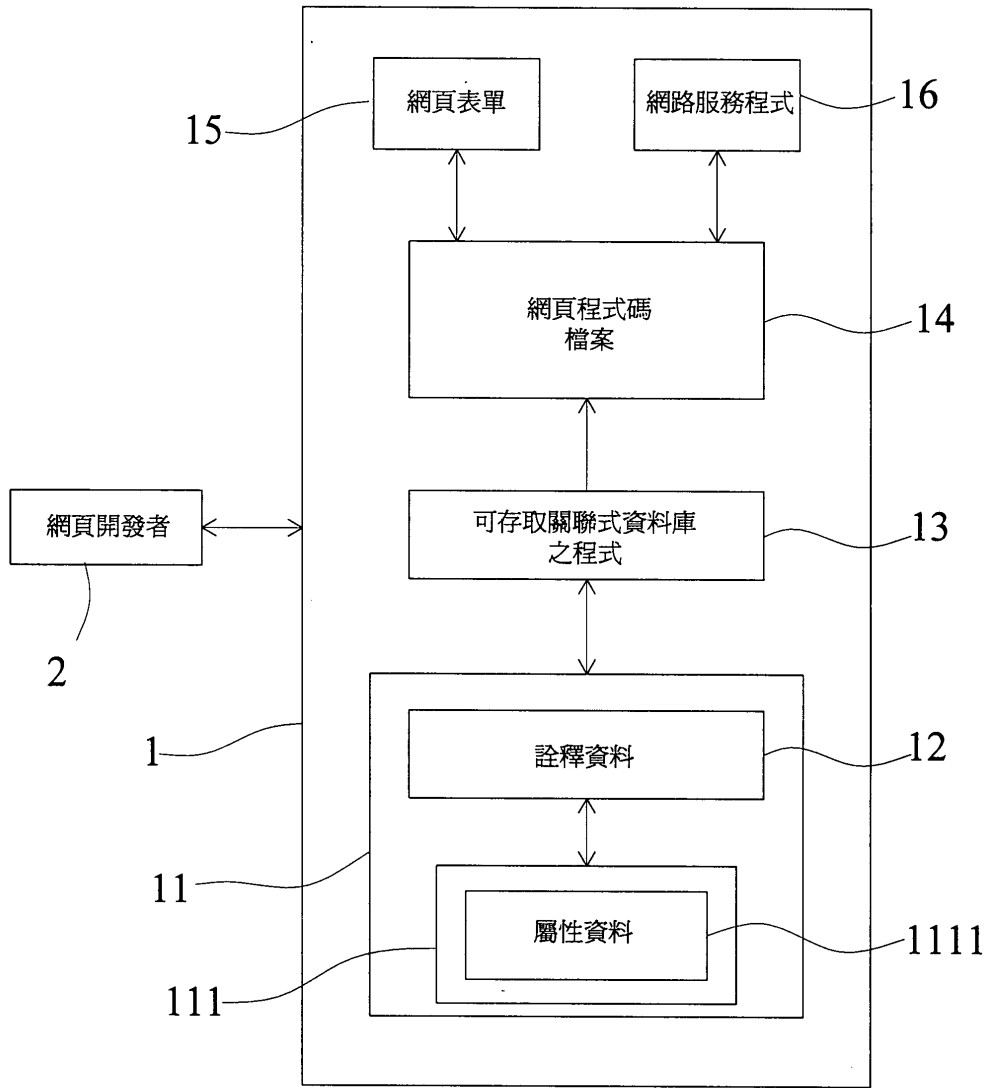 網頁表單
網路服務程式
15
16
網頁程式碼
檔案
14
網頁開發者
可存取關聯式資料庫
之程式
13
2
1
詮釋資料
12
11
屬性資料
1111
111